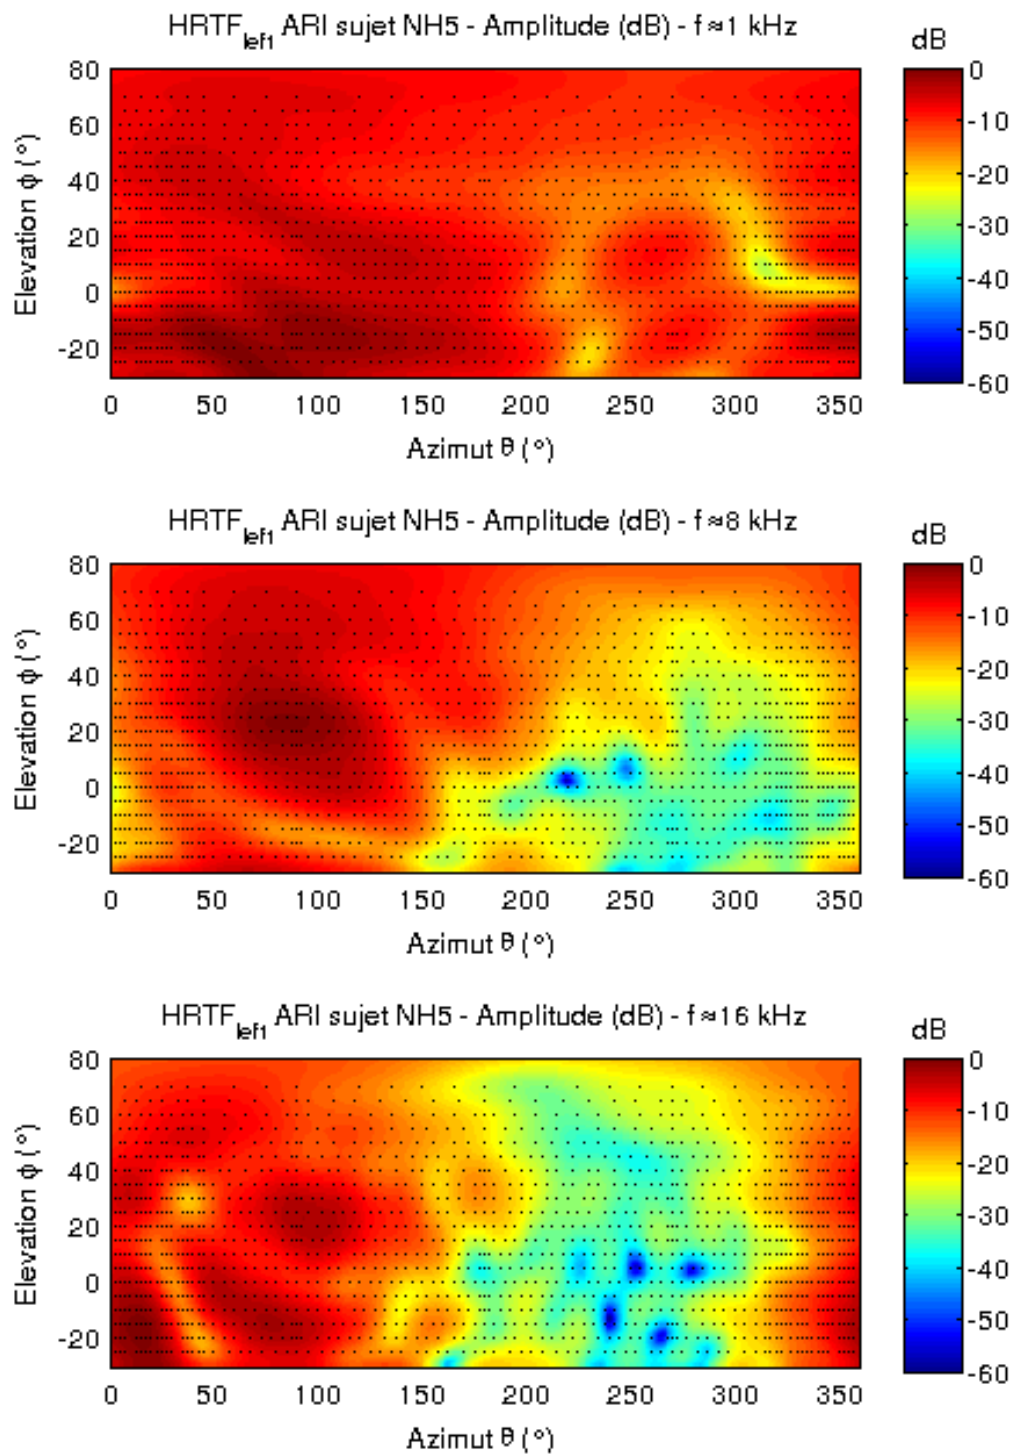 HRTF_left ARI sujet NH5 - Amplitude (dB) - f≈1 kHz
dB
80
60
40
20
0
-20
Elevation ϕ (°)
0 50 100 150 200 250 300 350
Azimut θ (°)
0
-10
-20
-30
-40
-50
-60
HRTF_left ARI sujet NH5 - Amplitude (dB) - f≈8 kHz
dB
80
60
40
20
0
-20
Elevation ϕ (°)
0 50 100 150 200 250 300 350
Azimut θ (°)
0
-10
-20
-30
-40
-50
-60
HRTF_left ARI sujet NH5 - Amplitude (dB) - f≈16 kHz
dB
80
60
40
20
0
-20
Elevation ϕ (°)
0 50 100 150 200 250 300 350
Azimut θ (°)
0
-10
-20
-30
-40
-50
-60